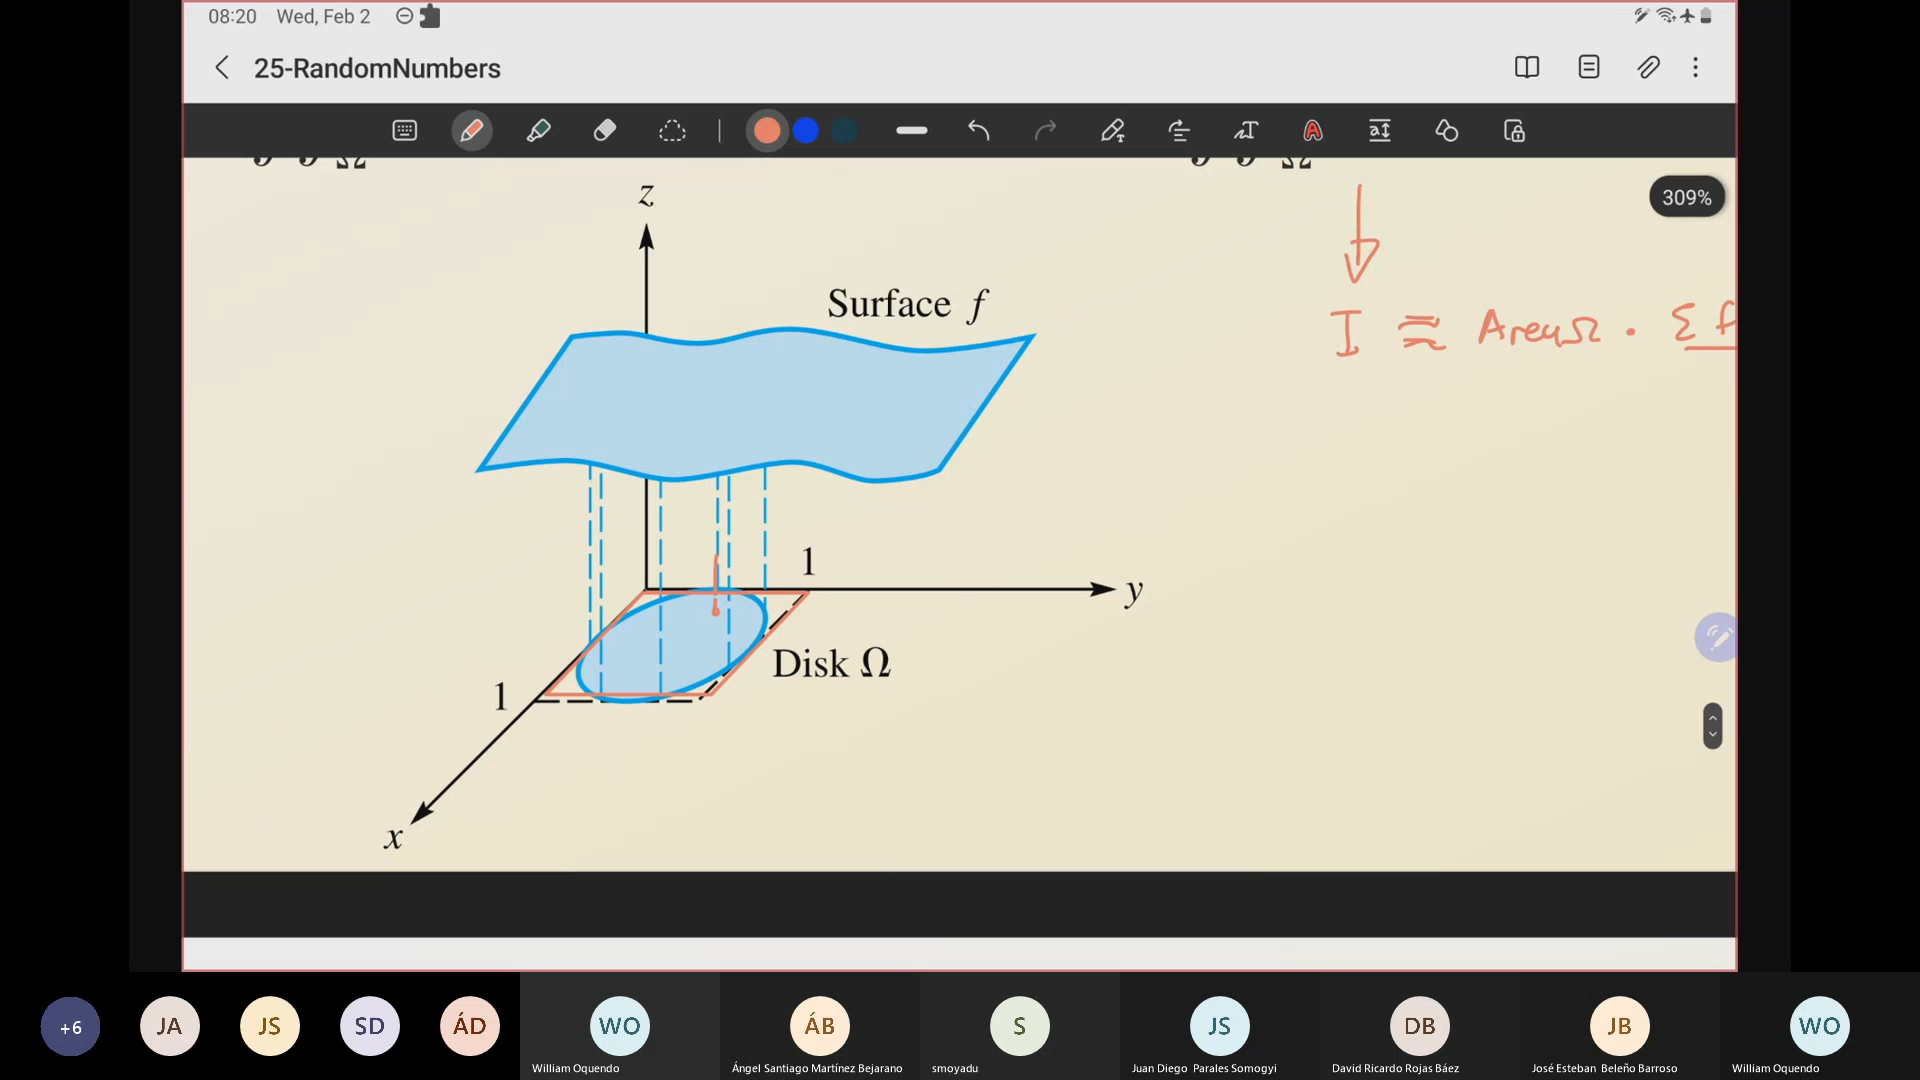 08:20 Wed, Feb 2
25-RandomNumbers
A
a
T
309%
Ω Ω
z
Surface f
I ≅ AreaΩ · Σ f
1
y
Disk Ω
1
x
+6 JA JS SD ÁD WO ÁB S JS DB JB WO
William Oquendo Ángel Santiago Martínez Bejarano smoyadu Juan Diego Parales Somogyi David Ricardo Rojas Báez José Esteban Beleño Barroso William Oquendo